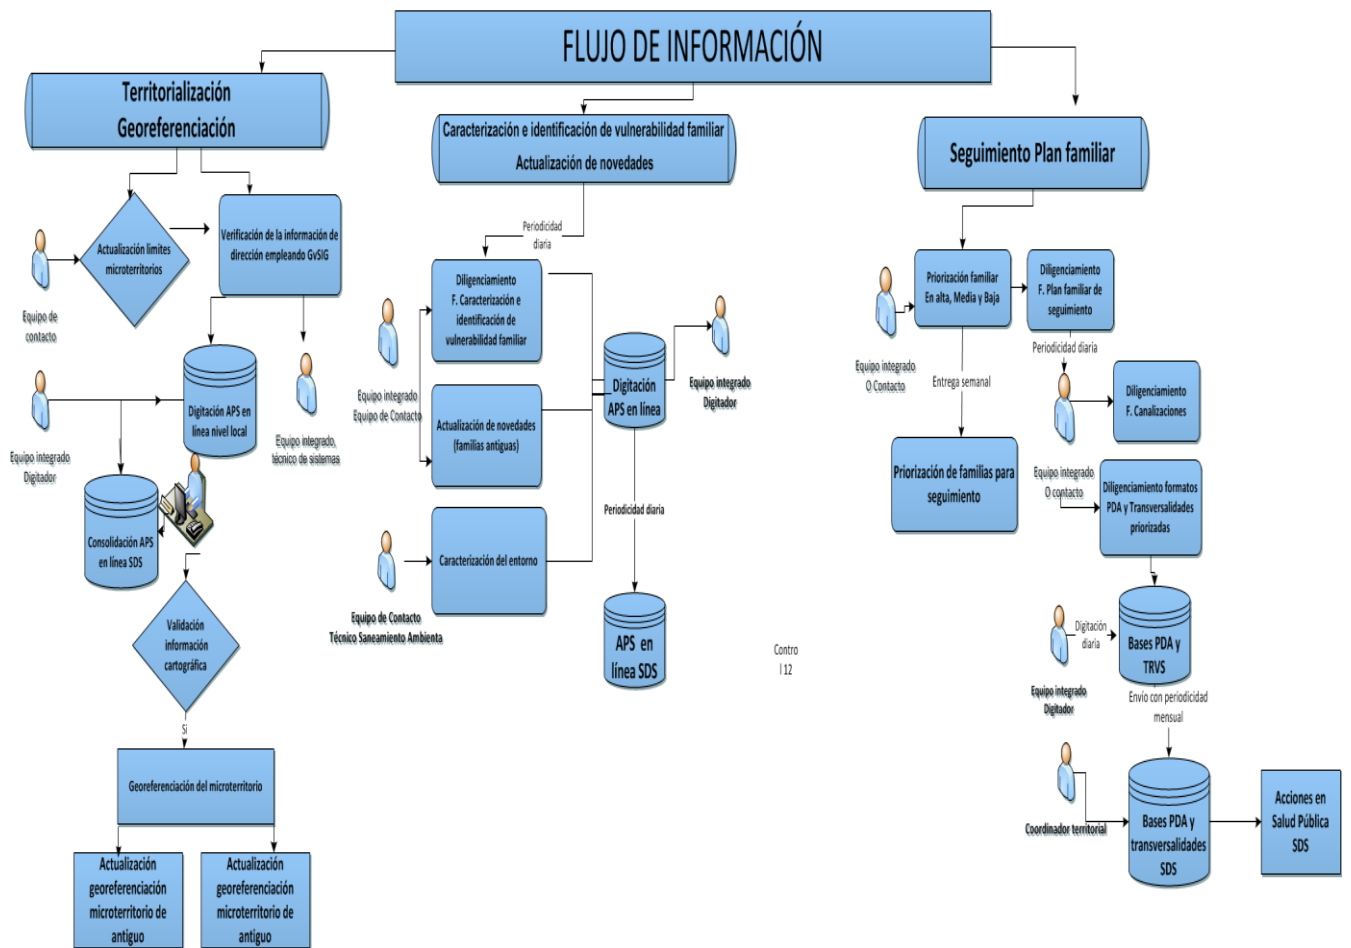 FLUJO DE INFORMACIÓN
Territorialización
Georeferenciación
Actualización limites
microterritorios
Verificación de la información de
dirección empleando GvSIG
Equipo de
contacto
Digitación APS en
línea nivel local
Equipo integrado
Digitador
Equipo integrado,
técnico de sistemas
Consolidación APS
en línea SDS
Validación
información
cartográfica
Si
Georeferenciación del microterritorio
Actualización
georeferenciación
microterritorio de
antiguo
Actualización
georeferenciación
microterritorio de
antiguo
Caracterización e identificación de vulnerabilidad familiar
Actualización de novedades
Periodicidad
diaria
Diligenciamiento
F. Caracterización e
identificación de
vulnerabilidad familiar
Equipo integrado
Equipo de Contacto
Actualización de novedades
(familias antiguas)
Digitación
APS en línea
Equipo integrado
Digitador
Periodicidad diaria
Caracterización del entorno
Equipo de Contacto
Técnico Saneamiento Ambienta
APS en
línea SDS
Contro
l 12
Seguimiento Plan familiar
Priorización familiar
En alta, Media y Baja
Diligenciamiento
F. Plan familiar de
seguimiento
Equipo integrado
O Contacto
Entrega semanal
Periodicidad diaria
Diligenciamiento
F. Canalizaciones
Priorización de familias para
seguimiento
Equipo integrado
O contacto
Diligenciamiento formatos
PDA y Transversalidades
priorizadas
Digitación
diaria
Bases PDA y
TRVS
Equipo integrado
Digitador
Envío con periodicidad
mensual
Coordinador territorial
Bases PDA y
transversalidades
SDS
Acciones en
Salud Pública
SDS